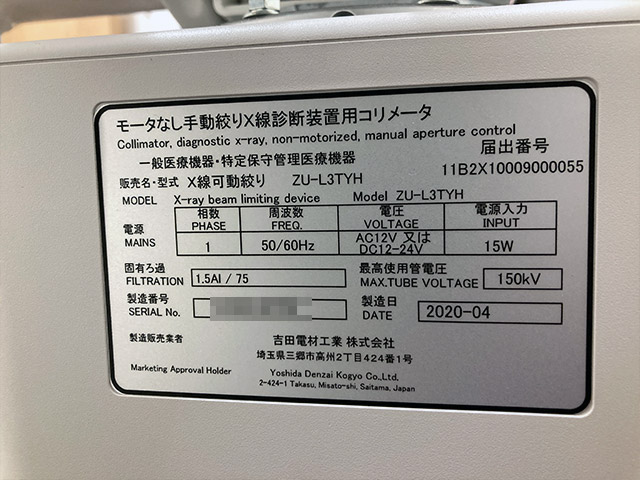 モータなし手動絞りX線診断装置用コリメータ
Collimator, diagnostic x-ray, non-motorized, manual aperture control
一般医療機器・特定保守管理医療機器
届出番号
11B2X10009000055
販売名・型式 X線可動絞り ZU-L3TYH
MODEL X-ray beam limiting device Model ZU-L3TYH
電源 相数 周波数 電圧 電源入力
MAINS PHASE FREQ. VOLTAGE INPUT
1 50/60Hz AC12V 又は DC12-24V 15W
固有ろ過 最高使用管電圧
FILTRATION 1.5Al / 75 MAX.TUBE VOLTAGE 150kV
製造番号 製造日
SERIAL No. DATE 2020-04
製造販売業者 吉田電材工業 株式会社
埼玉県三郷市高州2丁目424番1号
Marketing Approval Holder Yoshida Denzai Kogyo Co.,Ltd.
2-424-1 Takasu, Misato-shi, Saitama, Japan